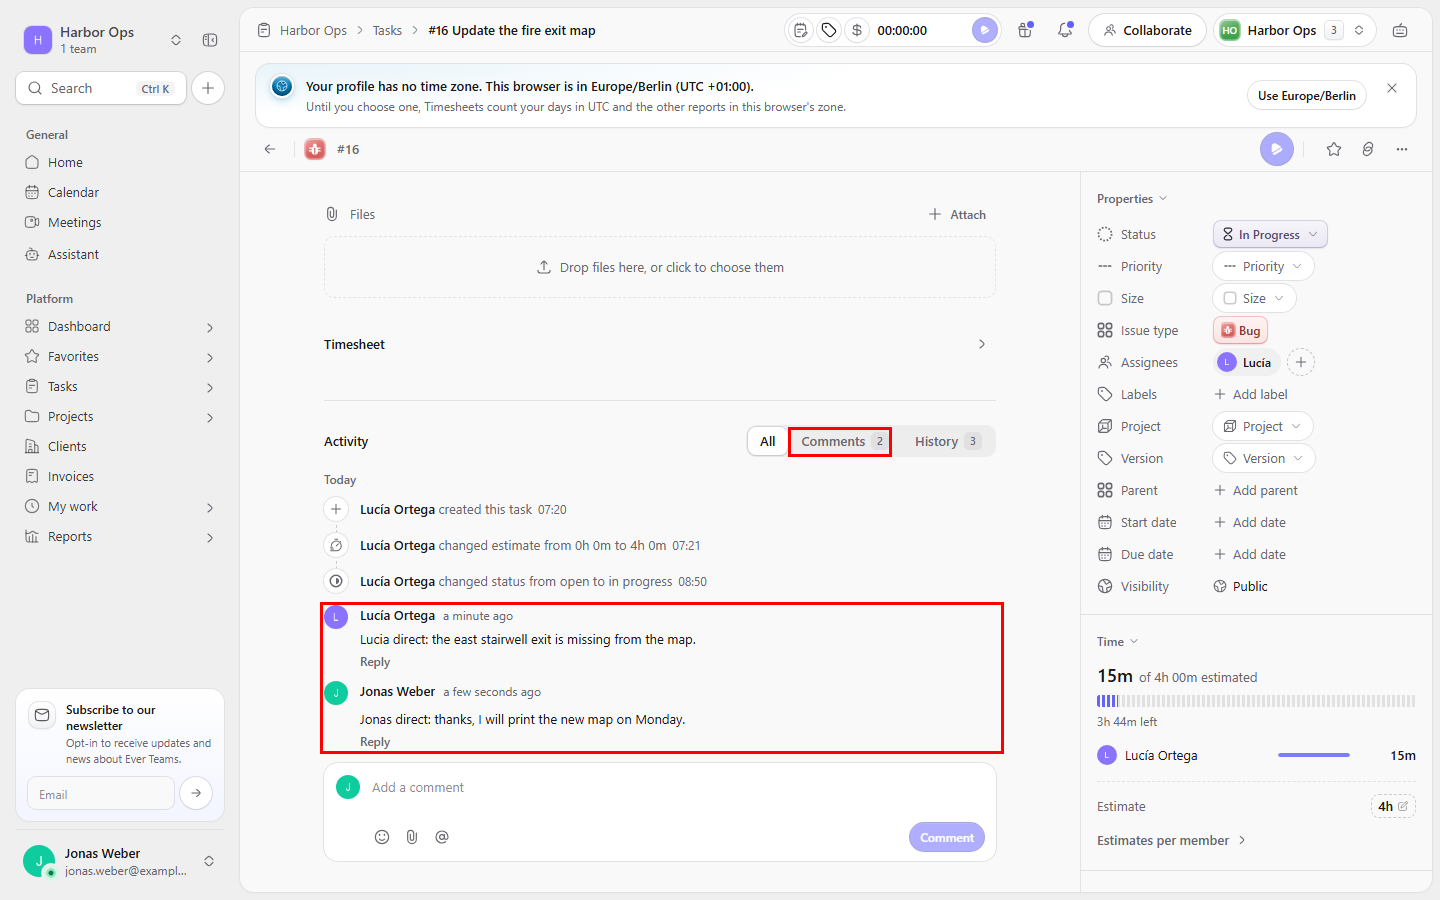 H
Harbor Ops
1 team
Search
Ctrl K
General
Home
Calendar
Meetings
Assistant
Platform
Dashboard
Favorites
Tasks
Projects
Clients
Invoices
My work
Reports
Subscribe to our
newsletter
Opt-in to receive updates and
news about Ever Teams.
Email
J
Jonas Weber
jonas.weber@exampl...
Harbor Ops
Tasks
#16 Update the fire exit map
00:00:00
Collaborate
HO
Harbor Ops
3
Your profile has no time zone. This browser is in Europe/Berlin (UTC +01:00).
Until you choose one, Timesheets count your days in UTC and the other reports in this browser's zone.
Use Europe/Berlin
#16
Files
Attach
Drop files here, or click to choose them
Timesheet
Activity
All
Comments 2
History 3
Today
Lucía Ortega created this task 07:20
Lucía Ortega changed estimate from 0h 0m to 4h 0m 07:21
Lucía Ortega changed status from open to in progress 08:50
L
Lucía Ortega a minute ago
Lucia direct: the east stairwell exit is missing from the map.
Reply
J
Jonas Weber a few seconds ago
Jonas direct: thanks, I will print the new map on Monday.
Reply
J
Add a comment
Comment
Properties
Status
In Progress
Priority
Priority
Size
Size
Issue type
Bug
Assignees
L
Lucía
Labels
Add label
Project
Project
Version
Version
Parent
Add parent
Start date
Add date
Due date
Add date
Visibility
Public
Time
15m of 4h 00m estimated
3h 44m left
L
Lucía Ortega
15m
Estimate
4h
Estimates per member